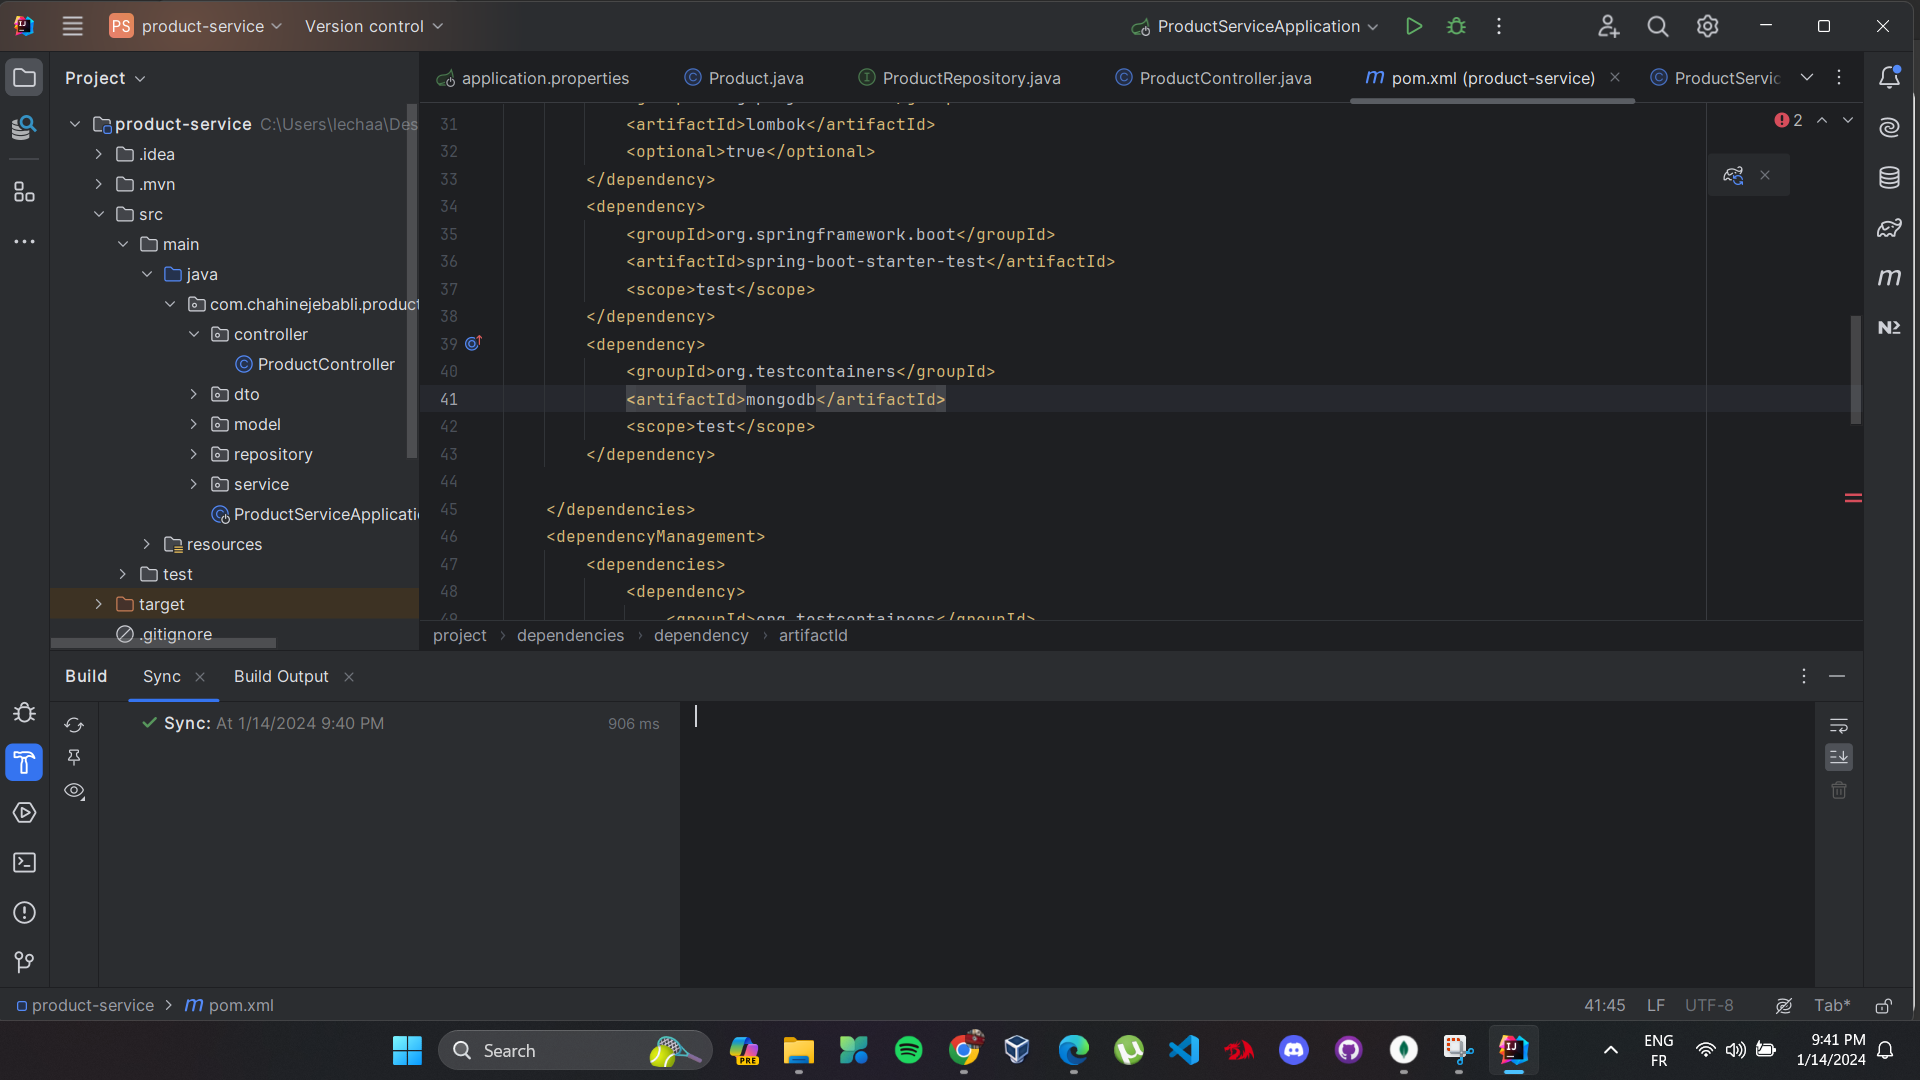 PS product-service Version control ProductServiceApplication
Project application.properties Product.java ProductRepository.java ProductController.java m pom.xml (product-service) ProductServic
product-service C:\Users\lechaa\Des
.idea
.mvn
src
main
java
com.chahinejebabli.product
controller
ProductController
dto
model
repository
service
ProductServiceApplicati
resources
test
target
.gitignore
2
31 <artifactId>lombok</artifactId>
32 <optional>true</optional>
33 </dependency>
34 <dependency>
35 <groupId>org.springframework.boot</groupId>
36 <artifactId>spring-boot-starter-test</artifactId>
37 <scope>test</scope>
38 </dependency>
39 <dependency>
40 <groupId>org.testcontainers</groupId>
41 <artifactId>mongodb</artifactId>
42 <scope>test</scope>
43 </dependency>
44
45 </dependencies>
46 <dependencyManagement>
47 <dependencies>
48 <dependency>
49 <groupId>org.testcontainers</groupId>
project › dependencies › dependency › artifactId
Build Sync Build Output
Sync: At 1/14/2024 9:40 PM 906 ms
product-service > m pom.xml 41:45 LF UTF-8 Tab*
Search PRE
ENG
FR
9:41 PM
1/14/2024